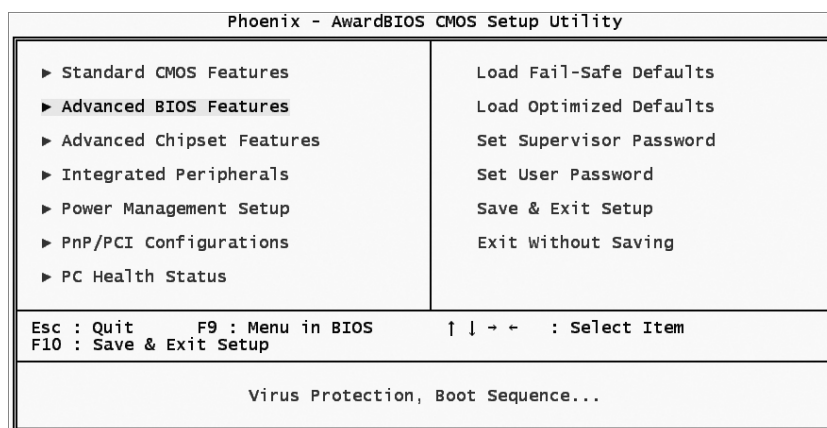 Phoenix - AwardBIOS CMOS Setup Utility
▶ Standard CMOS Features
▶ Advanced BIOS Features
▶ Advanced Chipset Features
▶ Integrated Peripherals
▶ Power Management Setup
▶ PnP/PCI Configurations
▶ PC Health Status
Load Fail-Safe Defaults
Load Optimized Defaults
Set Supervisor Password
Set User Password
Save & Exit Setup
Exit Without Saving
Esc : Quit F9 : Menu in BIOS ↑ ↓ → ← : Select Item
F10 : Save & Exit Setup
Virus Protection, Boot Sequence...